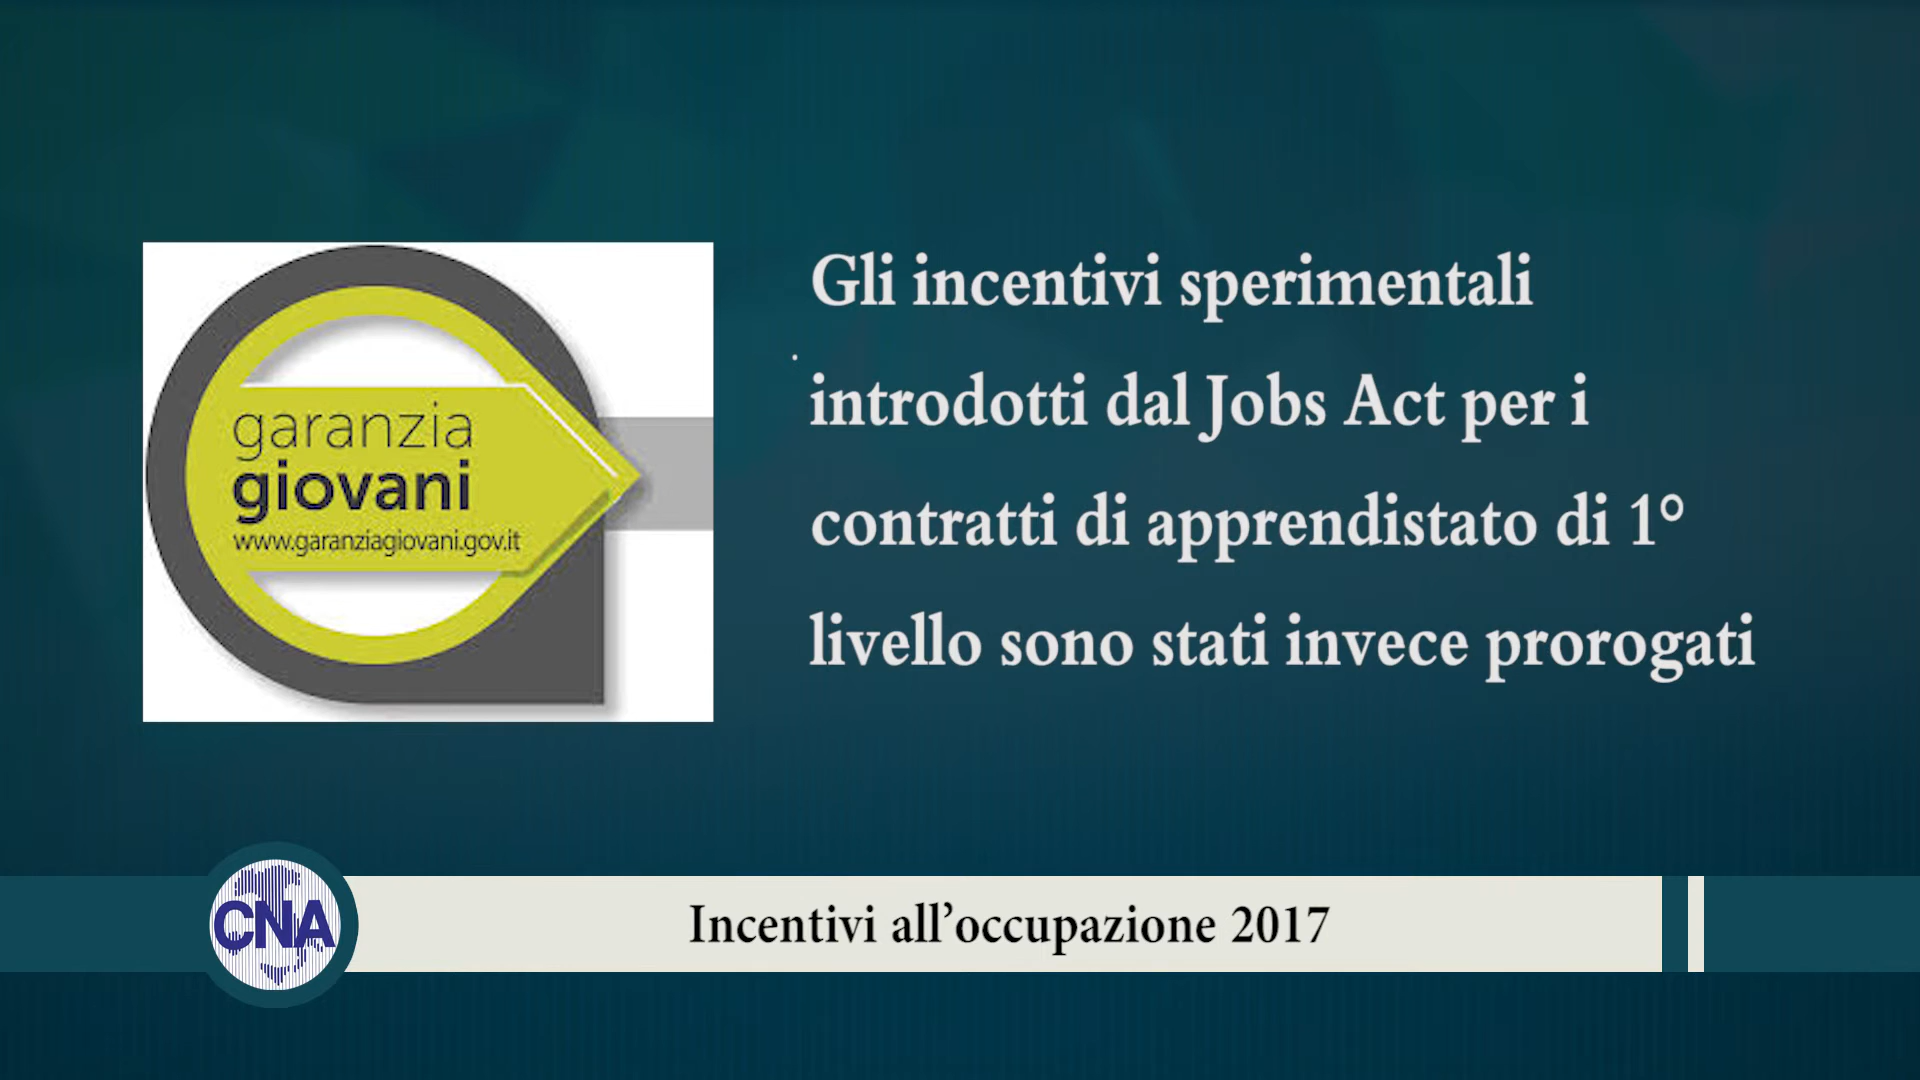 garanzia
giovani
www.garanziagiovani.gov.it
Gli incentivi sperimentali
introdotti dal Jobs Act per i
contratti di apprendistato di 1°
livello sono stati invece prorogati
CNA
Incentivi all’occupazione 2017